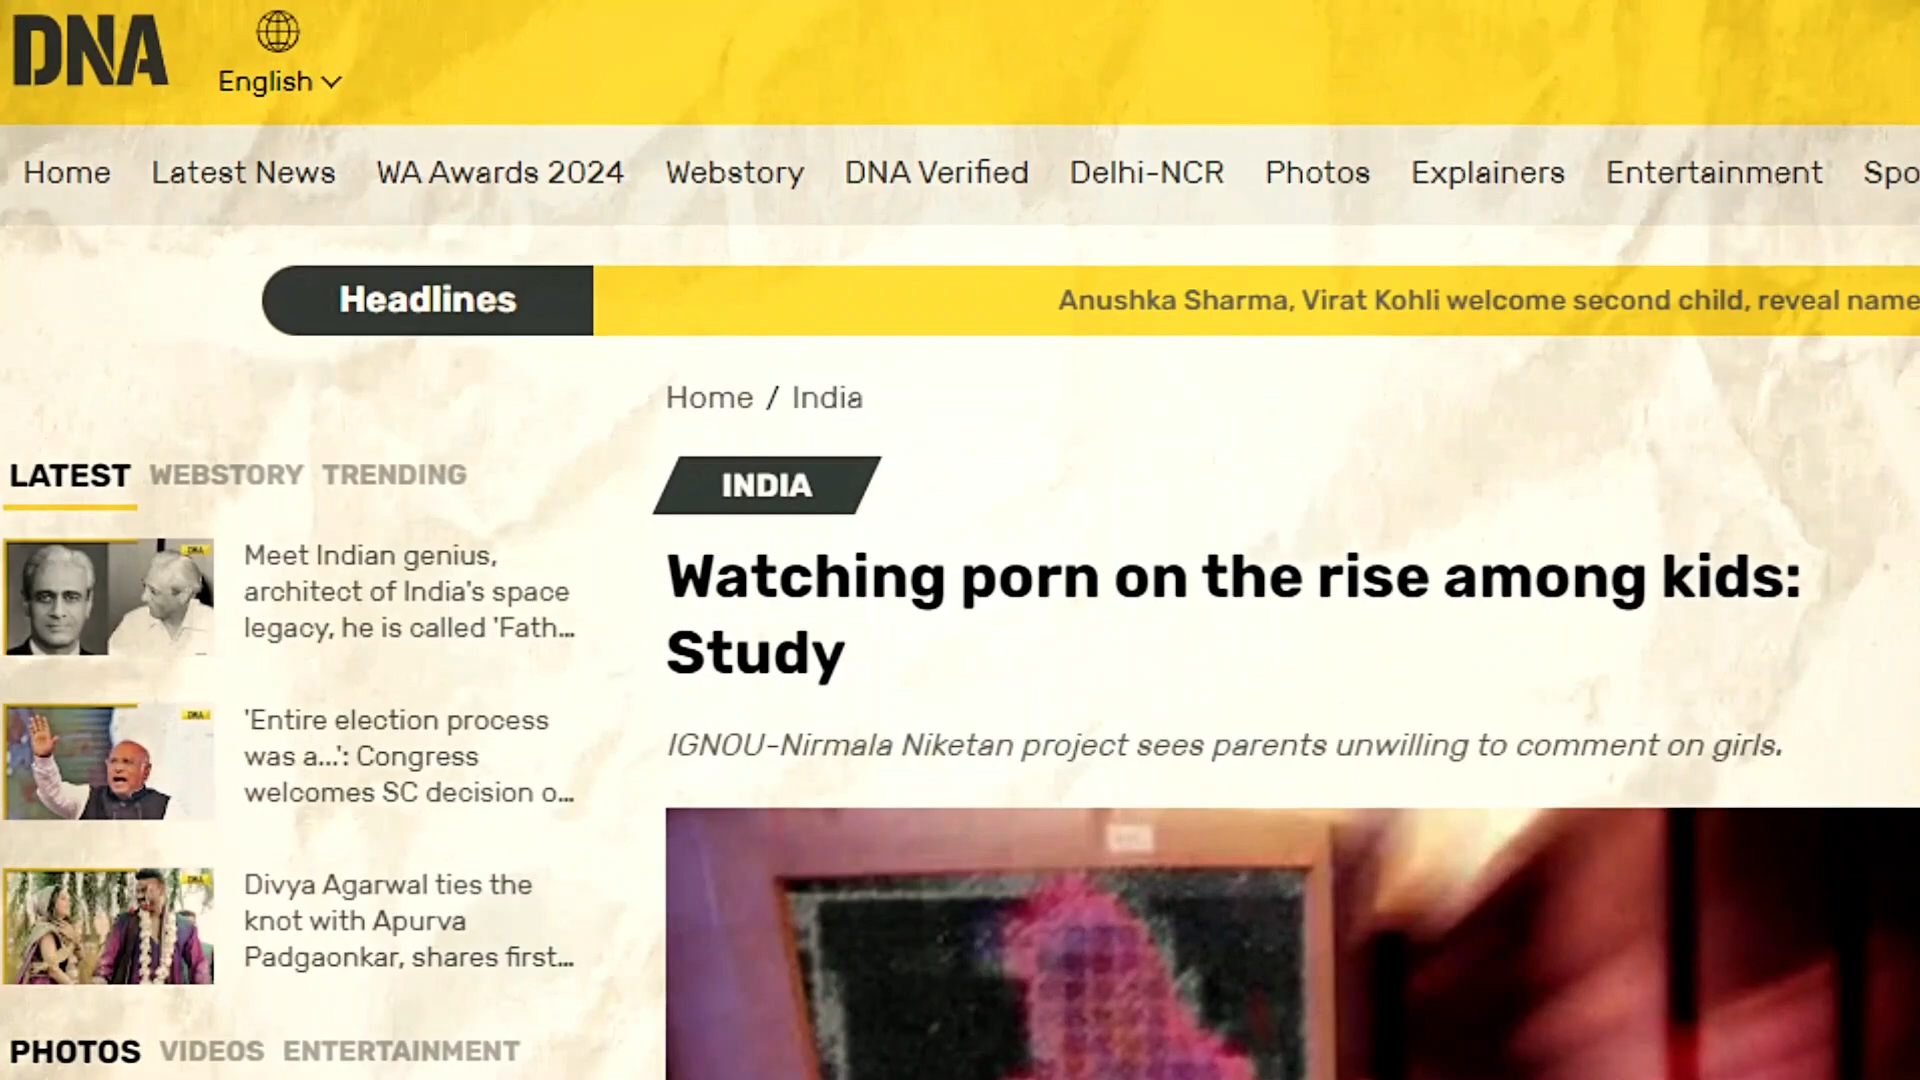 DNA
English
Home Latest News WA Awards 2024 Webstory DNA Verified Delhi-NCR Photos Explainers Entertainment Spo
Headlines
Anushka Sharma, Virat Kohli welcome second child, reveal name
Home / India
LATEST WEBSTORY TRENDING
INDIA
Watching porn on the rise among kids:
Study
IGNOU-Nirmala Niketan project sees parents unwilling to comment on girls.
Meet Indian genius,
architect of India's space
legacy, he is called 'Fath...
'Entire election process
was a...': Congress
welcomes SC decision o...
Divya Agarwal ties the
knot with Apurva
Padgaonkar, shares first...
PHOTOS VIDEOS ENTERTAINMENT